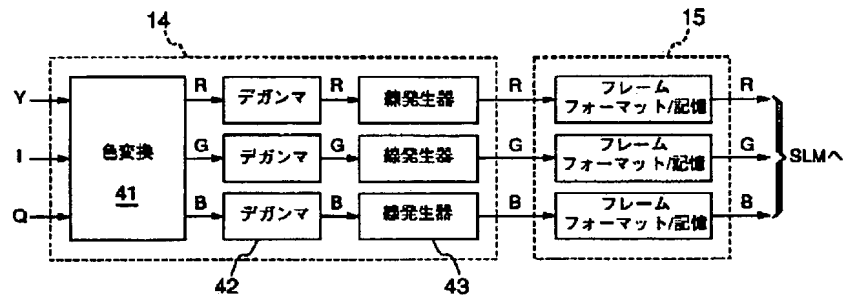 14
15
Y
I
Q
色変換
41
R
デガンマ
R
線発生器
R
フレーム
フォーマット/記憶
R
G
デガンマ
G
線発生器
G
フレーム
フォーマット/記憶
G
B
デガンマ
B
線発生器
B
フレーム
フォーマット/記憶
B
SLMへ
42
43